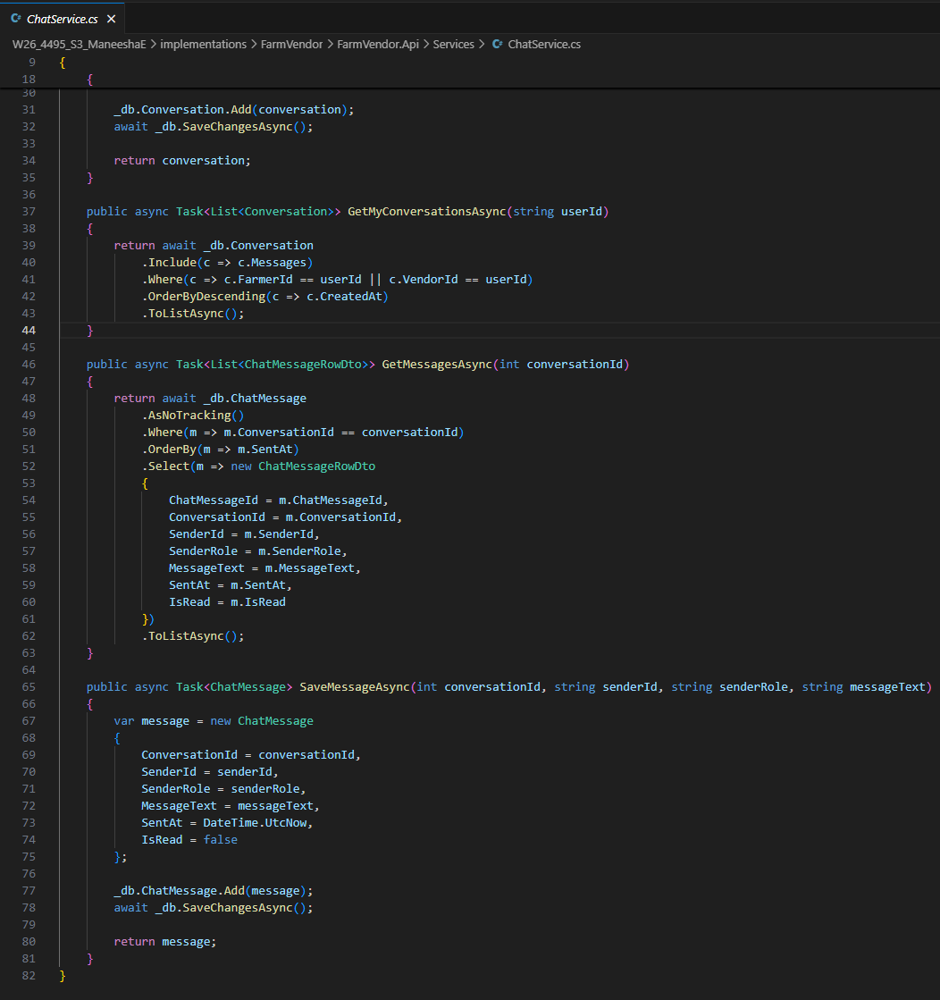 ChatService.cs
W26_4495_S3_ManeeshaE > implementations > FarmVendor > FarmVendor.Api > Services > ChatService.cs
9 {
18 {
30
31 _db.Conversation.Add(conversation);
32 await _db.SaveChangesAsync();
33
34 return conversation;
35 }
36
37 public async Task<List<Conversation>> GetMyConversationsAsync(string userId)
38 {
39 return await _db.Conversation
40 .Include(c => c.Messages)
41 .Where(c => c.FarmerId == userId || c.VendorId == userId)
42 .OrderByDescending(c => c.CreatedAt)
43 .ToListAsync();
44 }
45
46 public async Task<List<ChatMessageRowDto>> GetMessagesAsync(int conversationId)
47 {
48 return await _db.ChatMessage
49 .AsNoTracking()
50 .Where(m => m.ConversationId == conversationId)
51 .OrderBy(m => m.SentAt)
52 .Select(m => new ChatMessageRowDto
53 {
54 ChatMessageId = m.ChatMessageId,
55 ConversationId = m.ConversationId,
56 SenderId = m.SenderId,
57 SenderRole = m.SenderRole,
58 MessageText = m.MessageText,
59 SentAt = m.SentAt,
60 IsRead = m.IsRead
61 })
62 .ToListAsync();
63 }
64
65 public async Task<ChatMessage> SaveMessageAsync(int conversationId, string senderId, string senderRole, string messageText)
66 {
67 var message = new ChatMessage
68 {
69 ConversationId = conversationId,
70 SenderId = senderId,
71 SenderRole = senderRole,
72 MessageText = messageText,
73 SentAt = DateTime.UtcNow,
74 IsRead = false
75 };
76
77 _db.ChatMessage.Add(message);
78 await _db.SaveChangesAsync();
79
80 return message;
81 }
82 }